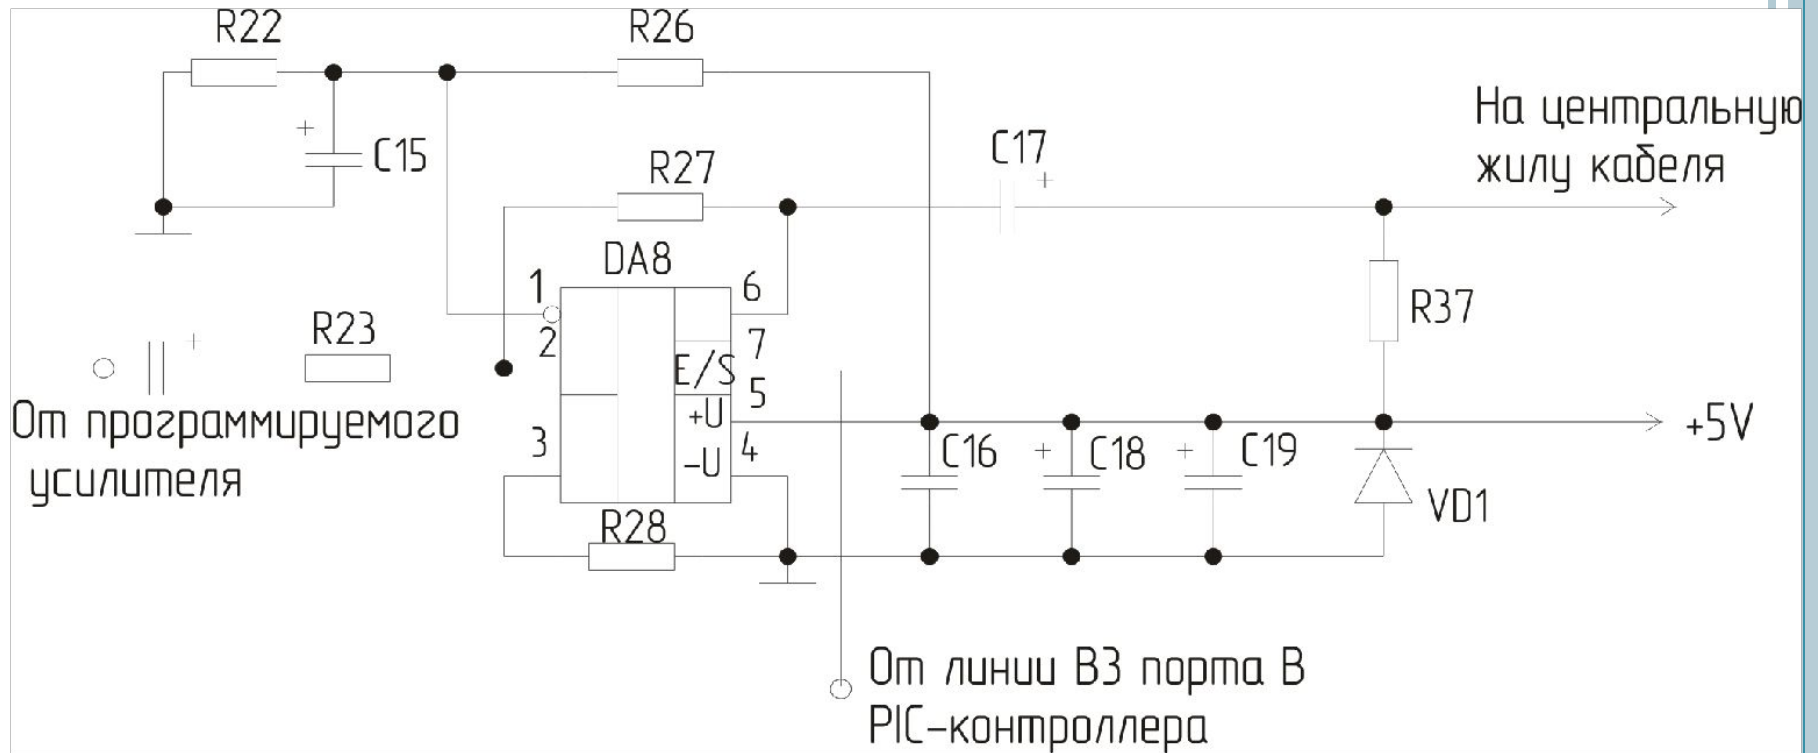 R22
R26
+
C15
R27
C17
+
На центральную
жилу кабеля
DA8
1
6
R37
R23
+
2
7
E/S
5
От программируемого
усилителя
+U
+5V
3
4
-U
C16
+
C18
+
C19
VD1
R28
От линии В3 порта В
PIC-контроллера